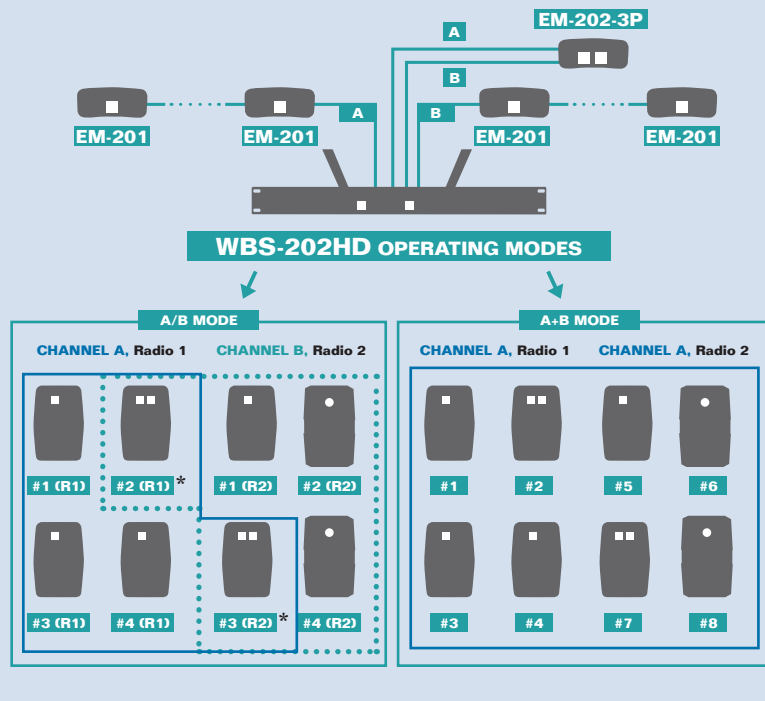 EM-202-3P
A
B
A
B
EM-201
EM-201
EM-201
EM-201
WBS-202HD OPERATING MODES
A/B MODE
CHANNEL A, Radio 1
CHANNEL B, Radio 2
#1 (R1)
#2 (R1)*
#1 (R2)
#2 (R2)
#3 (R1)
#4 (R1)
#3 (R2)*
#4 (R2)
A+B MODE
CHANNEL A, Radio 1
CHANNEL A, Radio 2
#1
#2
#5
#6
#3
#4
#7
#8